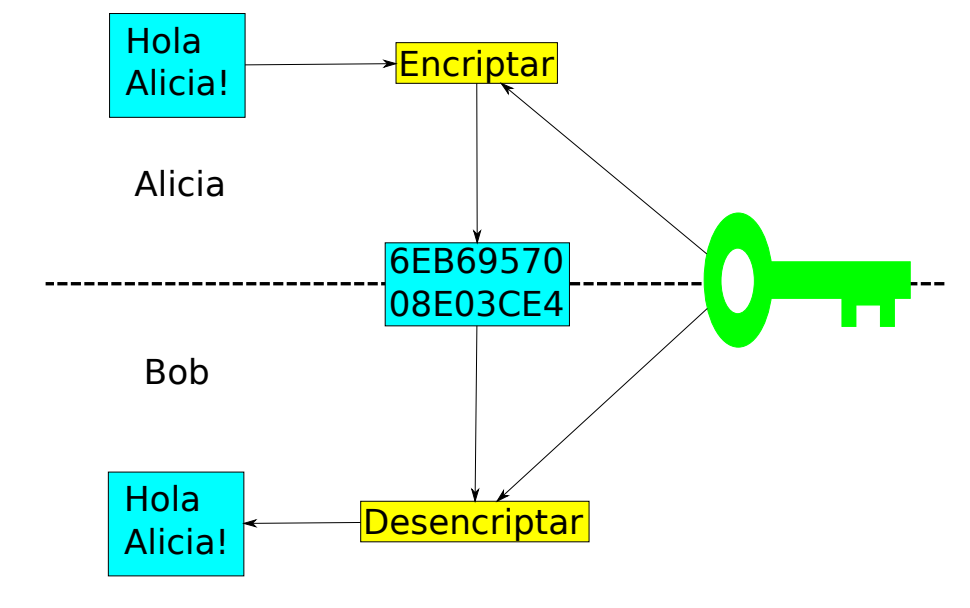 Hola
Alicia!
Encriptar
Alicia
6EB69570
08E03CE4
Bob
Hola
Alicia!
Desencriptar